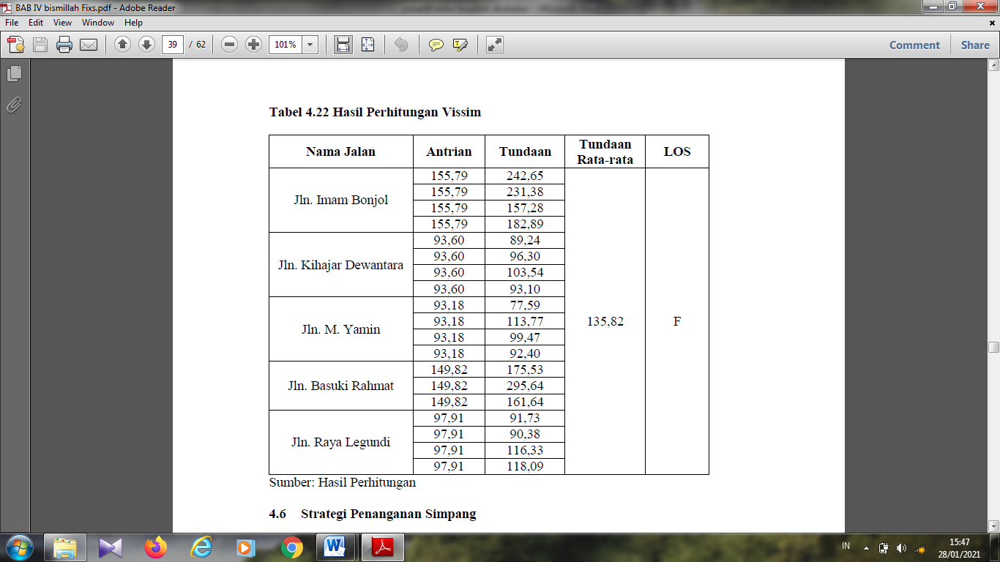 BAB IV bismillah Fixs.pdf - Adobe Reader
File Edit View Window Help
39 / 62 101% Comment Share
Tabel 4.22 Hasil Perhitungan Vissim
Nama Jalan Antrian Tundaan Tundaan Rata-rata LOS
Jln. Imam Bonjol
155,79 242,65
155,79 231,38
155,79 157,28
155,79 182,89
Jln. Kihajar Dewantara
93,60 89,24
93,60 96,30
93,60 103,54
93,60 93,10
Jln. M. Yamin
93,18 77,59
93,18 113,77
93,18 99,47
93,18 92,40
Jln. Basuki Rahmat
149,82 175,53
149,82 295,64
149,82 161,64
Jln. Raya Legundi
97,91 91,73
97,91 90,38
97,91 116,33
97,91 118,09
135,82 F
Sumber: Hasil Perhitungan
4.6 Strategi Penanganan Simpang
IN 15:47
28/01/2021